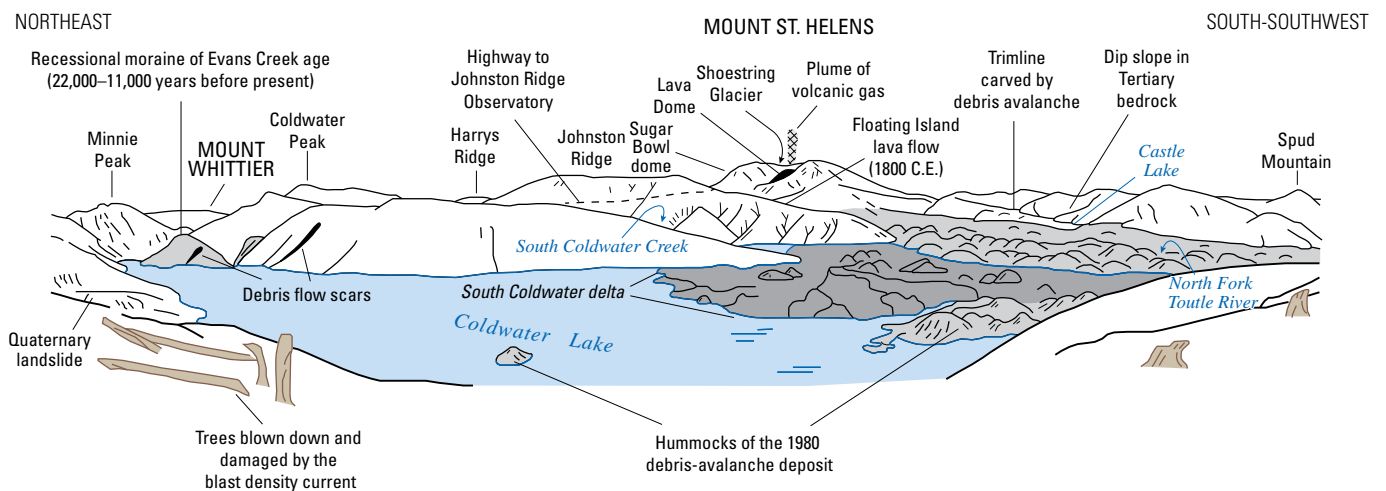 NORTHEAST
MOUNT ST. HELENS
SOUTH-SOUTHWEST
Recessional moraine of Evans Creek age
(22,000–11,000 years before present)
Minnie
Peak
MOUNT
WHITTIER
Coldwater
Peak
Highway to
Johnston Ridge
Observatory
Harrys
Ridge
Johnston
Ridge
Sugar
Bowl
dome
Lava
Dome
Shoestring
Glacier
Plume of
volcanic gas
Floating Island
lava flow
(1800 C.E.)
Trimline
carved by
debris avalanche
Dip slope in
Tertiary
bedrock
Castle
Lake
Spud
Mountain
South Coldwater Creek
Debris flow scars
South Coldwater delta
North Fork
Toutle River
Coldwater Lake
Quaternary
landslide
Trees blown down and
damaged by the
blast density current
Hummocks of the 1980
debris-avalanche deposit